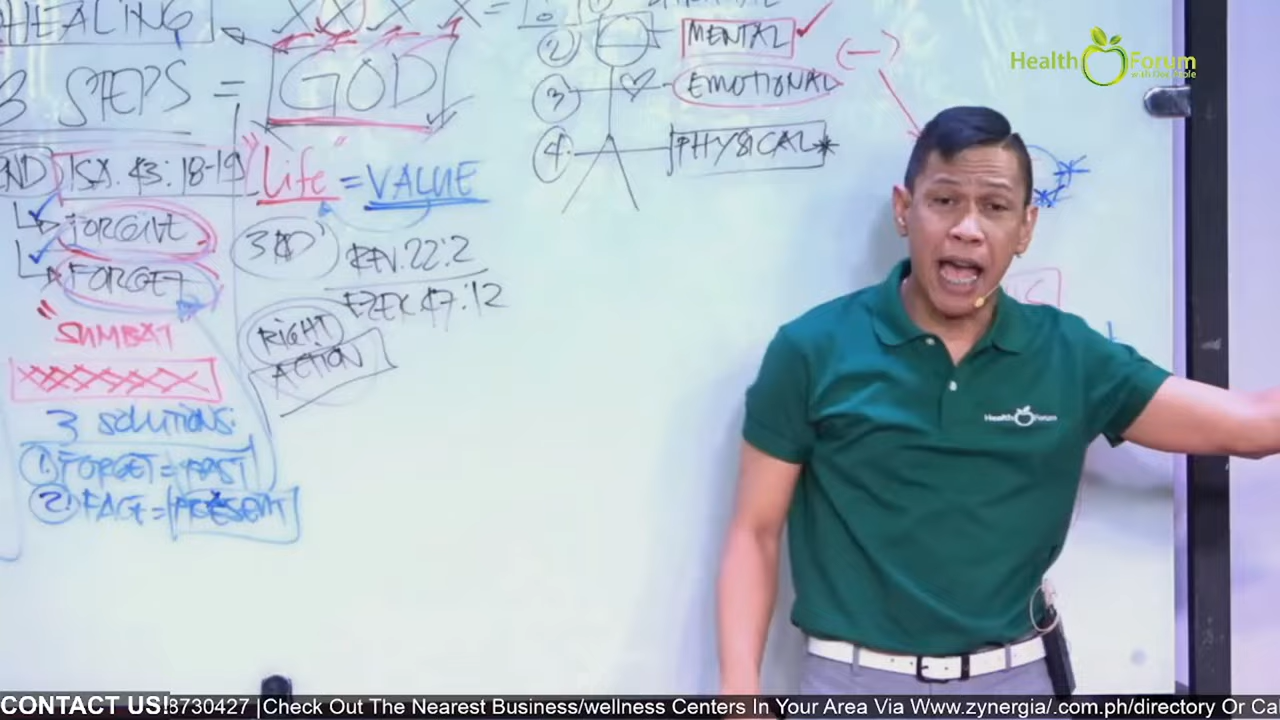 HEALING
XXXX =
3 STEPS = GOD
② MENTAL
③ EMOTIONAL
(-)
④ PHYSICAL*
ISA. 43:18-19
FORGIVE
FORGET
"SUMBAT
3 SOLUTIONS:
① FORGET = PAST
② FACE = PRESENT
"Life" = VALUE
REV. 22:2
EZEK 47:12
RIGHT
ACTION
Health Forum
Health Forum
CONTACT US! 8730427 |Check Out The Nearest Business/wellness Centers In Your Area Via Www.zynergia/.com.ph/directory Or Ca